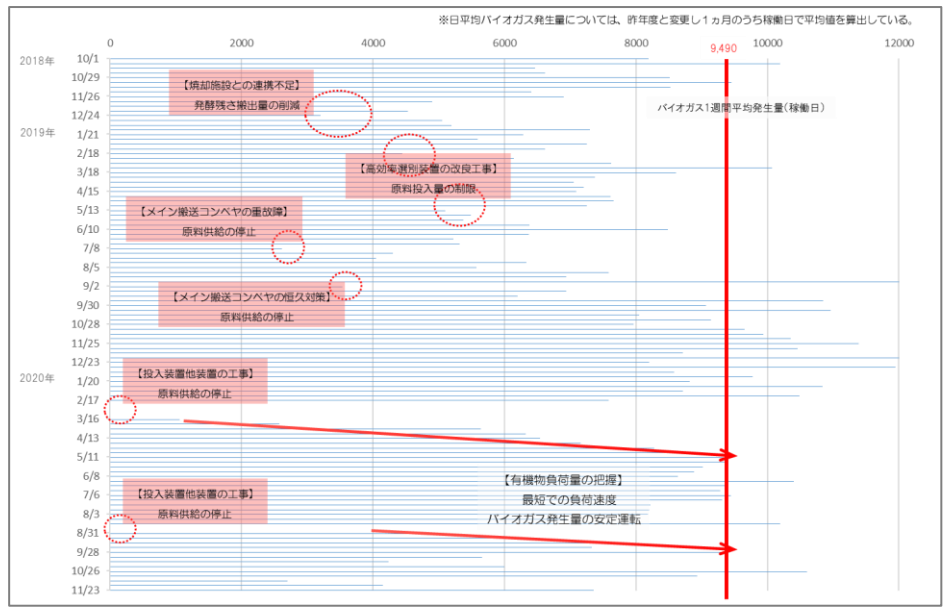 ※日平均バイオガス発生量については、昨年度と変更し1ヵ月のうち稼働日で平均値を算出している。
0 2000 4000 6000 8000 9,490 10000 12000
2018年 10/1
10/29
11/26
12/24
2019年 1/21
2/18
3/18
4/15
5/13
6/10
7/8
8/5
9/2
9/30
10/28
11/25
12/23
2020年 1/20
2/17
3/16
4/13
5/11
6/8
7/6
8/3
8/31
9/28
10/26
11/23
【焼却施設との連携不足】
発酵残さ搬出量の削減
バイオガス1週間平均発生量(稼働日)
【高効率選別装置の改良工事】
原料投入量の制限
【メイン搬送コンベヤの重故障】
原料供給の停止
【メイン搬送コンベヤの恒久対策】
原料供給の停止
【投入装置他装置の工事】
原料供給の停止
【有機物負荷量の把握】
最短での負荷速度
バイオガス発生量の安定運転
【投入装置他装置の工事】
原料供給の停止